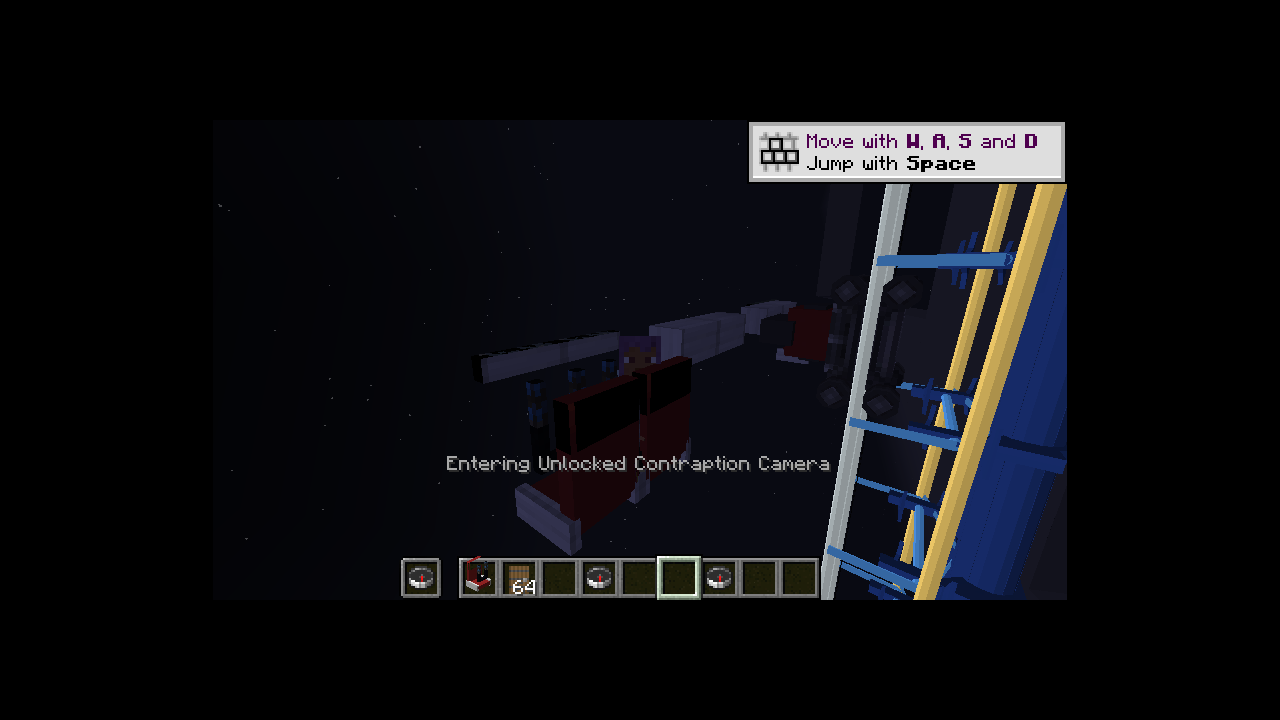 Move with W, A, S and D
Jump with Space
Entering Unlocked Contraption Camera
64